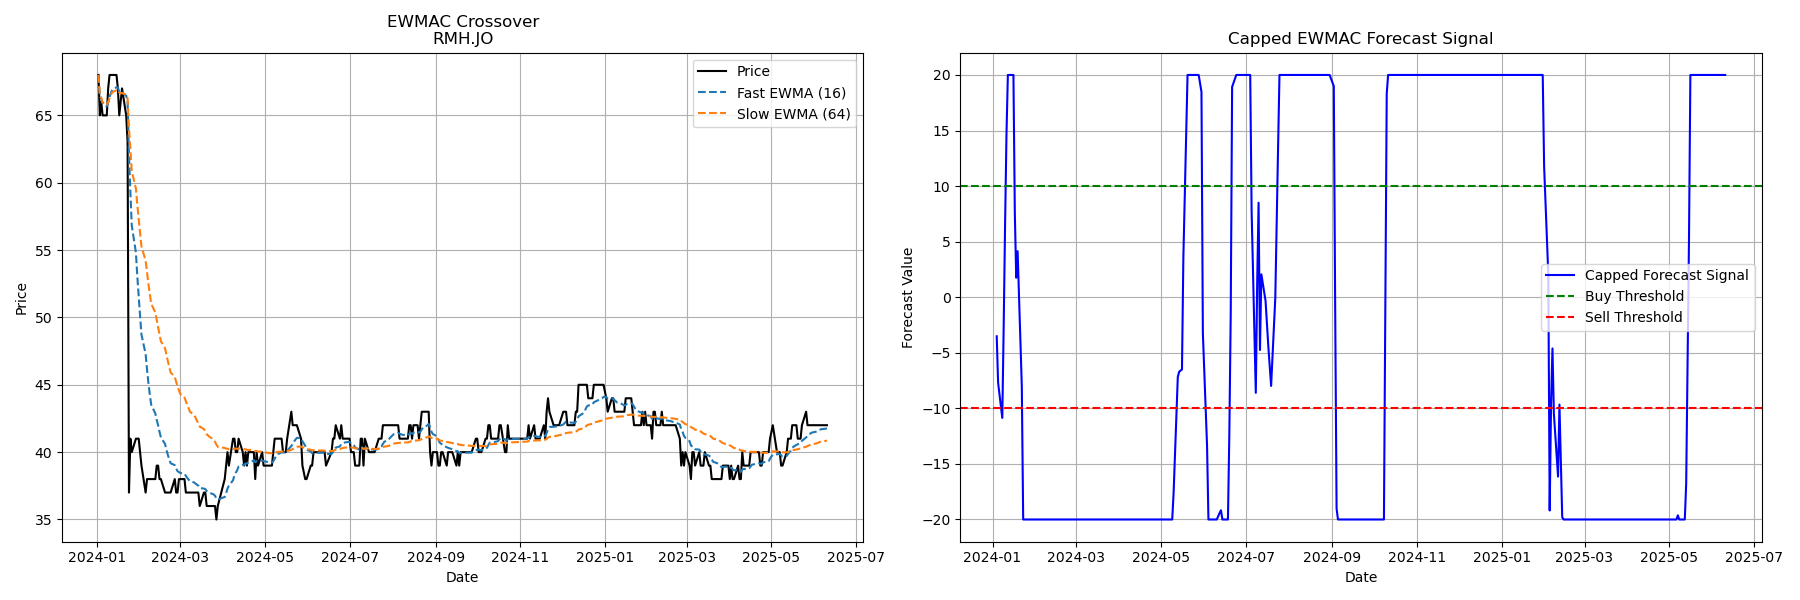 EWMAC Crossover
RMH.JO
Price
Fast EWMA (16)
Slow EWMA (64)
65
60
55
50
45
40
35
Price
2024-01 2024-03 2024-05 2024-07 2024-09 2024-11 2025-01 2025-03 2025-05 2025-07
Date
Capped EWMAC Forecast Signal
20
15
10
5
0
−5
−10
−15
−20
Forecast Value
Capped Forecast Signal
Buy Threshold
Sell Threshold
2024-01 2024-03 2024-05 2024-07 2024-09 2024-11 2025-01 2025-03 2025-05 2025-07
Date